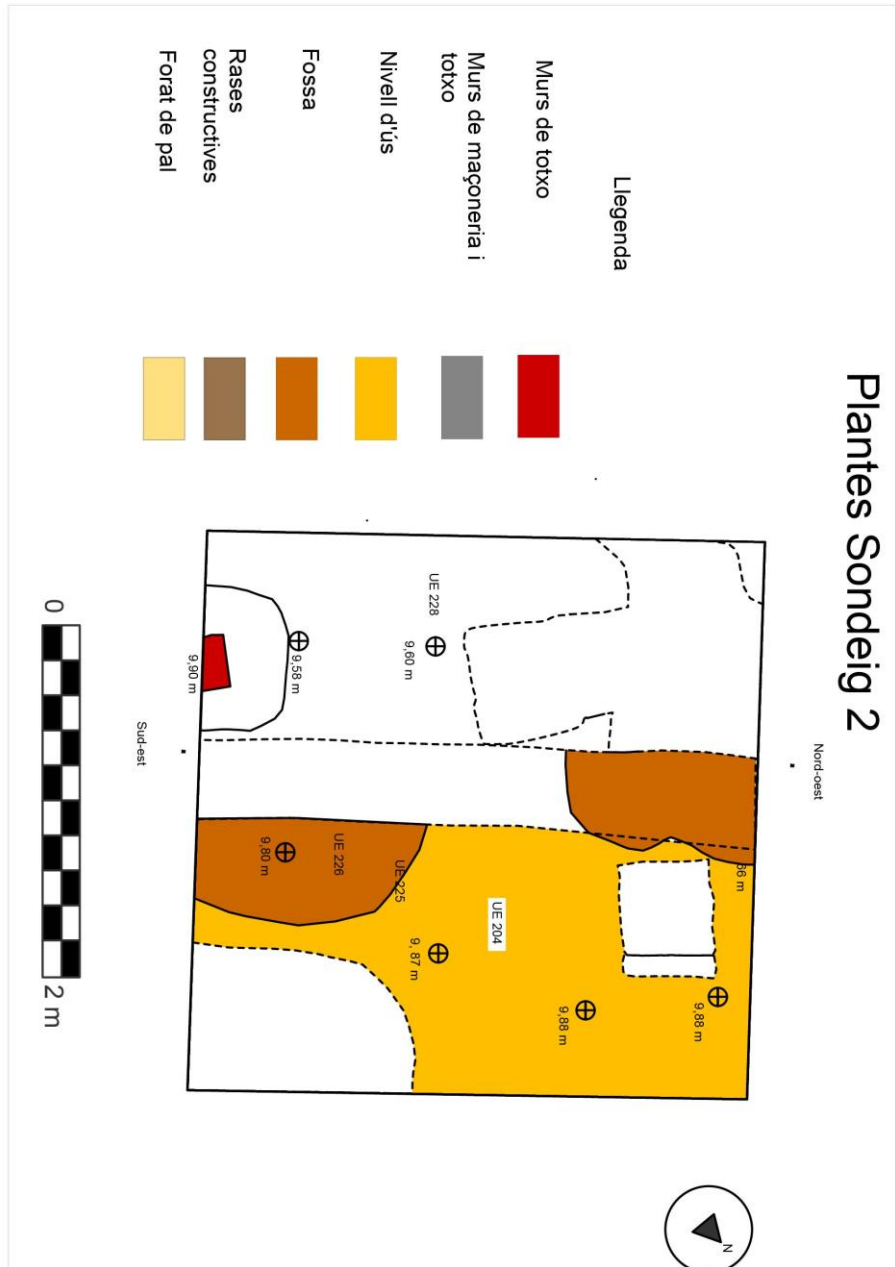 Plantes Sondeig 2
Llegenda
Murs de totxo
Murs de maçoneria i
totxo
Nivell d'ús
Fossa
Rases
constructives
Forat de pal
Nord-oest
UE 228
9,60 m
9,58 m
9,90 m
Sud-est
66 m
UE 204
UE 225
UE 226
9,80 m
9, 87 m
9,88 m
9,88 m
N
0
2 m